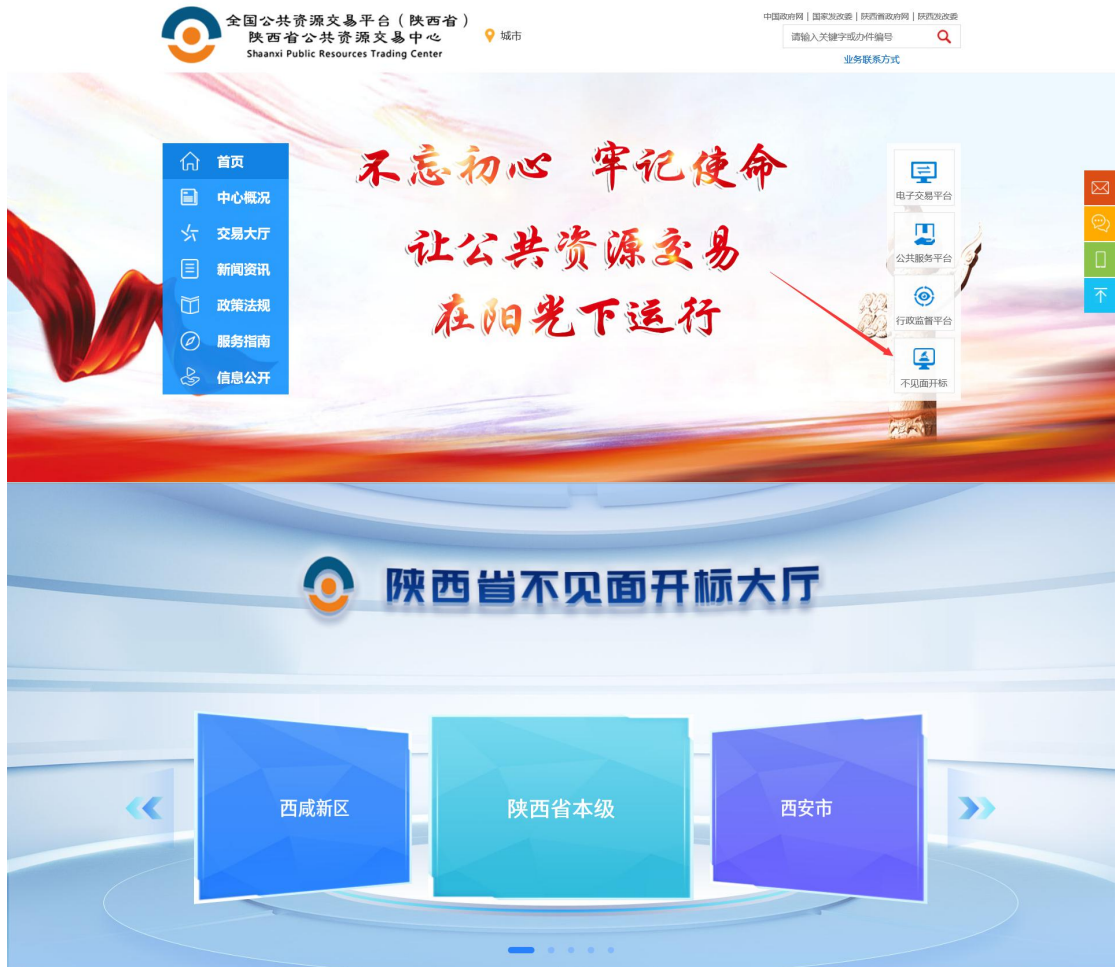 全国公共资源交易平台（陕西省）
陕西省公共资源交易中心
Shaanxi Public Resources Trading Center
城市
中国政府网 | 国家发改委 | 陕西省政府网 | 陕西发改委
请输入关键字或办件编号
业务联系方式
首页
中心概况
交易大厅
新闻资讯
政策法规
服务指南
信息公开
不忘初心 牢记使命
让公共资源交易
在阳光下运行
电子交易平台
公共服务平台
行政监督平台
不见面开标
陕西省不见面开标大厅
西咸新区
陕西省本级
西安市